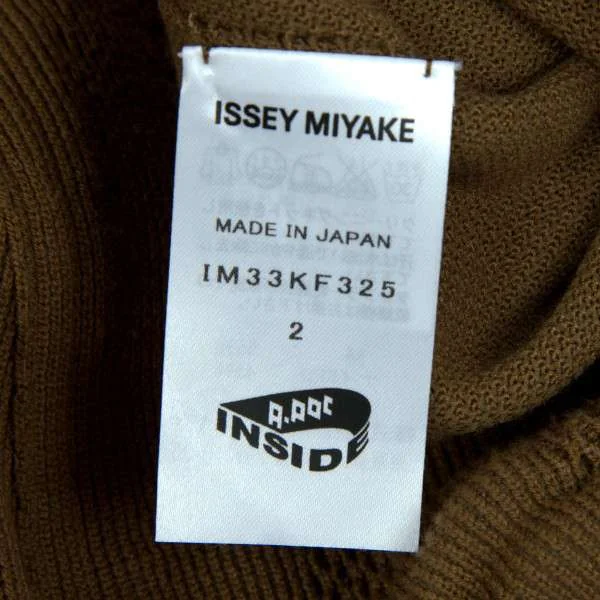 ISSEY MIYAKE
MADE IN JAPAN
IM33KF325
2
A.POC
INSIDE